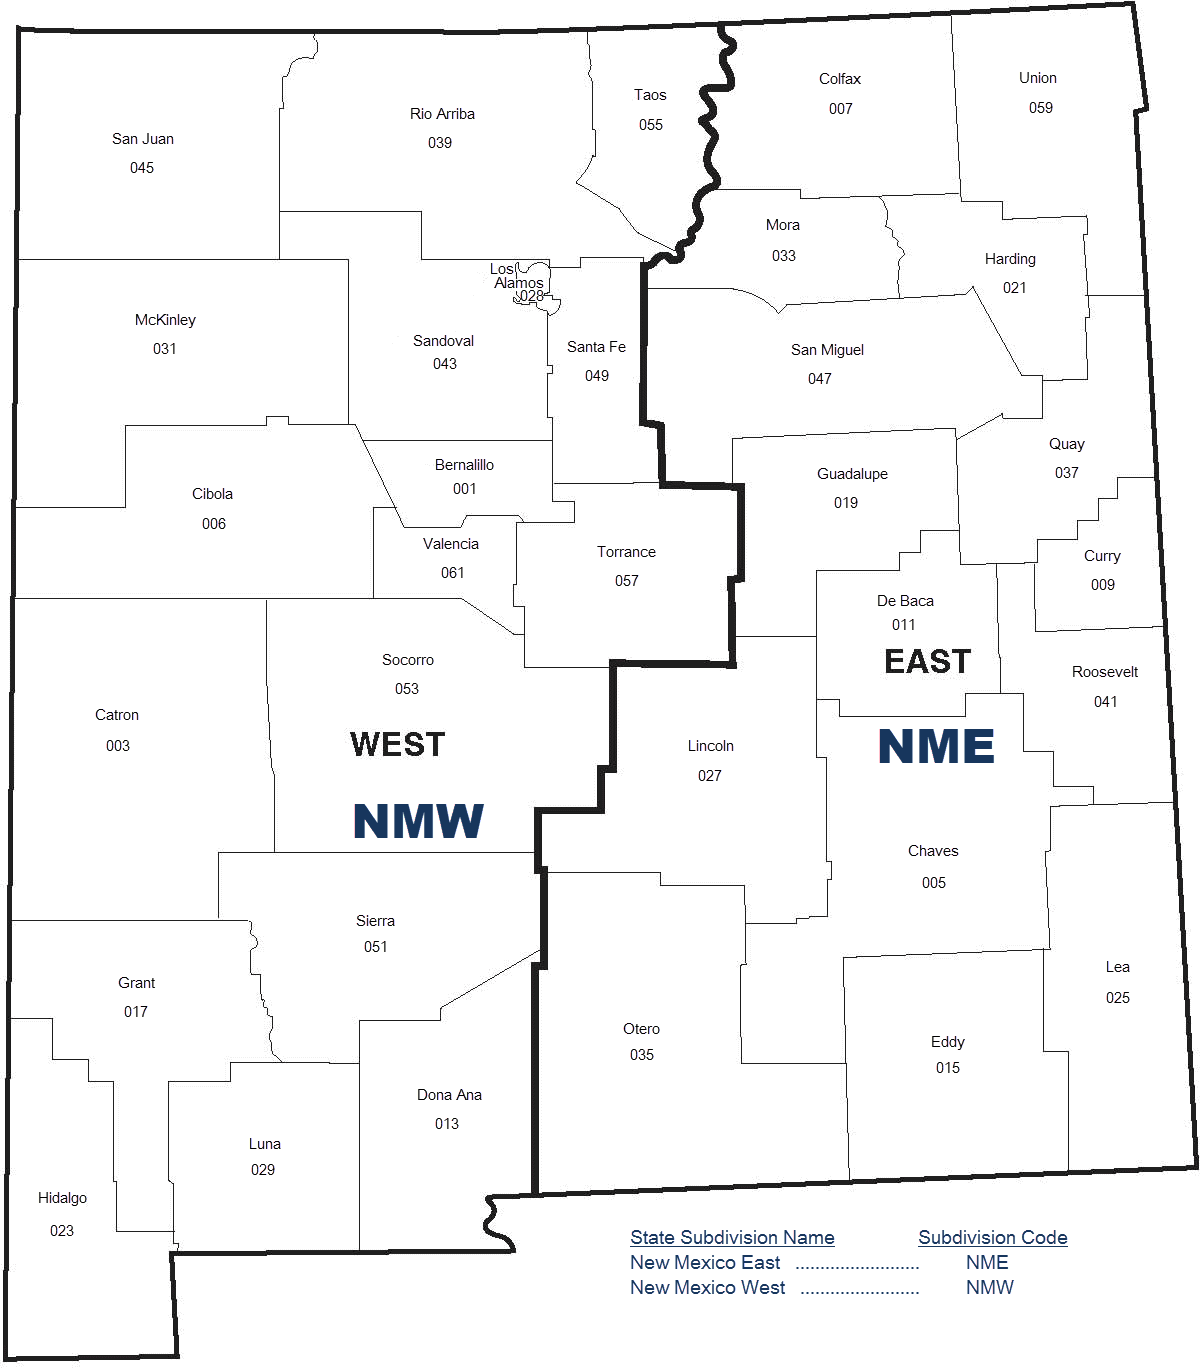 Colfax
007
Union
059
Taos
055
Rio Arriba
039
San Juan
045
Mora
033
Harding
021
Los
Alamos
028
McKinley
031
Sandoval
043
Santa Fe
049
San Miguel
047
Quay
037
Bernalillo
001
Guadalupe
019
Cibola
006
Valencia
061
Torrance
057
Curry
009
De Baca
011
EAST
NME
Socorro
053
Roosevelt
041
Catron
003
WEST
NMW
Lincoln
027
Chaves
005
Sierra
051
Grant
017
Lea
025
Otero
035
Eddy
015
Dona Ana
013
Luna
029
Hidalgo
023
State Subdivision Name Subdivision Code
New Mexico East ......................... NME
New Mexico West ........................ NMW